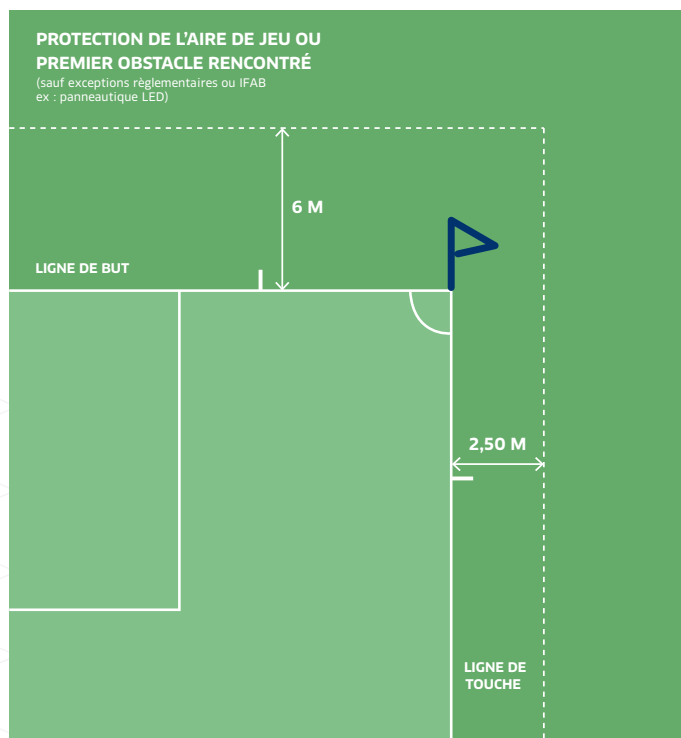 PROTECTION DE L'AIRE DE JEU OU
PREMIER OBSTACLE RENCONTRÉ
(sauf exceptions règlementaires ou IFAB
ex : panneautique LED)
6 M
LIGNE DE BUT
2,50 M
LIGNE DE
TOUCHE